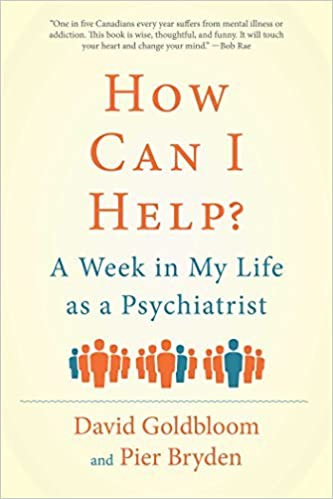 "One in five Canadians every year suffers from mental illness or
addiction. This book is wise, thoughtful, and funny. It will touch
your heart and change your mind." —Bob Rae
How
Can I
Help?
A Week in My Life
as a Psychiatrist
David Goldbloom
and Pier Bryden